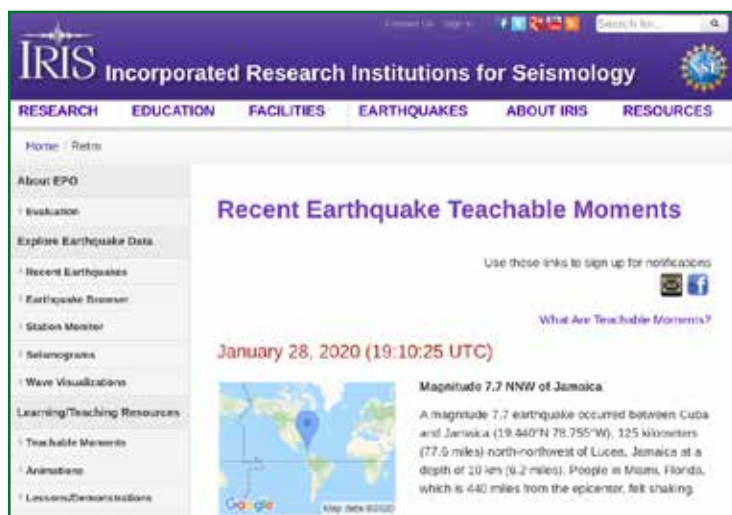 Contact Us Sign In Search for...
IRIS Incorporated Research Institutions for Seismology NSF
RESEARCH EDUCATION FACILITIES EARTHQUAKES ABOUT IRIS RESOURCES
Home Retm
About EPO
Evaluation
Explore Earthquake Data
Recent Earthquakes
Earthquake Browser
Station Monitor
Seismograms
Wave Visualizations
Learning/Teaching Resources
Teachable Moments
Animations
Lessons/Demonstrations
Recent Earthquake Teachable Moments
Use these links to sign up for notifications
What Are Teachable Moments?
January 28, 2020 (19:10:25 UTC)
Google Map data ©2020
Magnitude 7.7 NNW of Jamaica
A magnitude 7.7 earthquake occurred between Cuba
and Jamaica (19.440°N 78.755°W), 125 kilometers
(77.6 miles) north-northwest of Lucea, Jamaica at a
depth of 10 km (6.2 miles). People in Miami, Florida,
which is 440 miles from the epicenter, felt shaking.